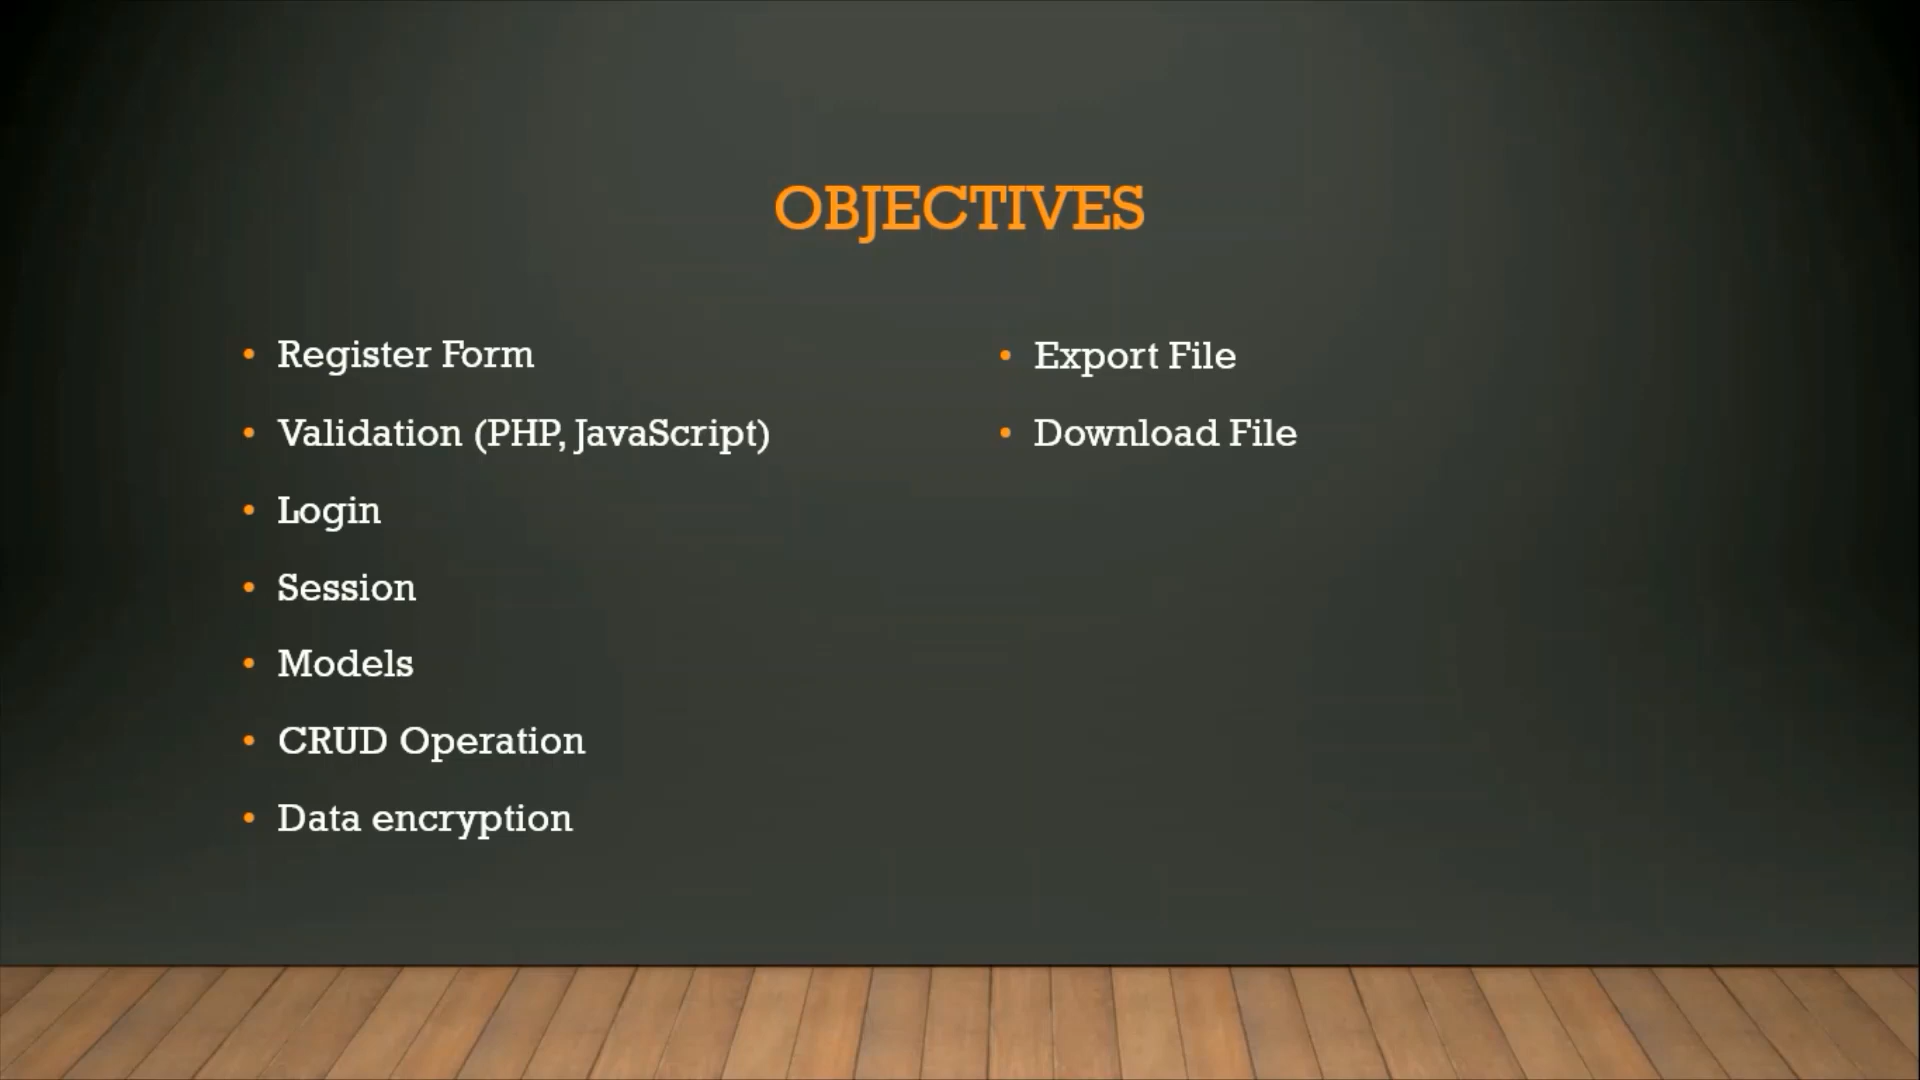 OBJECTIVES
• Register Form
• Validation (PHP, JavaScript)
• Login
• Session
• Models
• CRUD Operation
• Data encryption
• Export File
• Download File